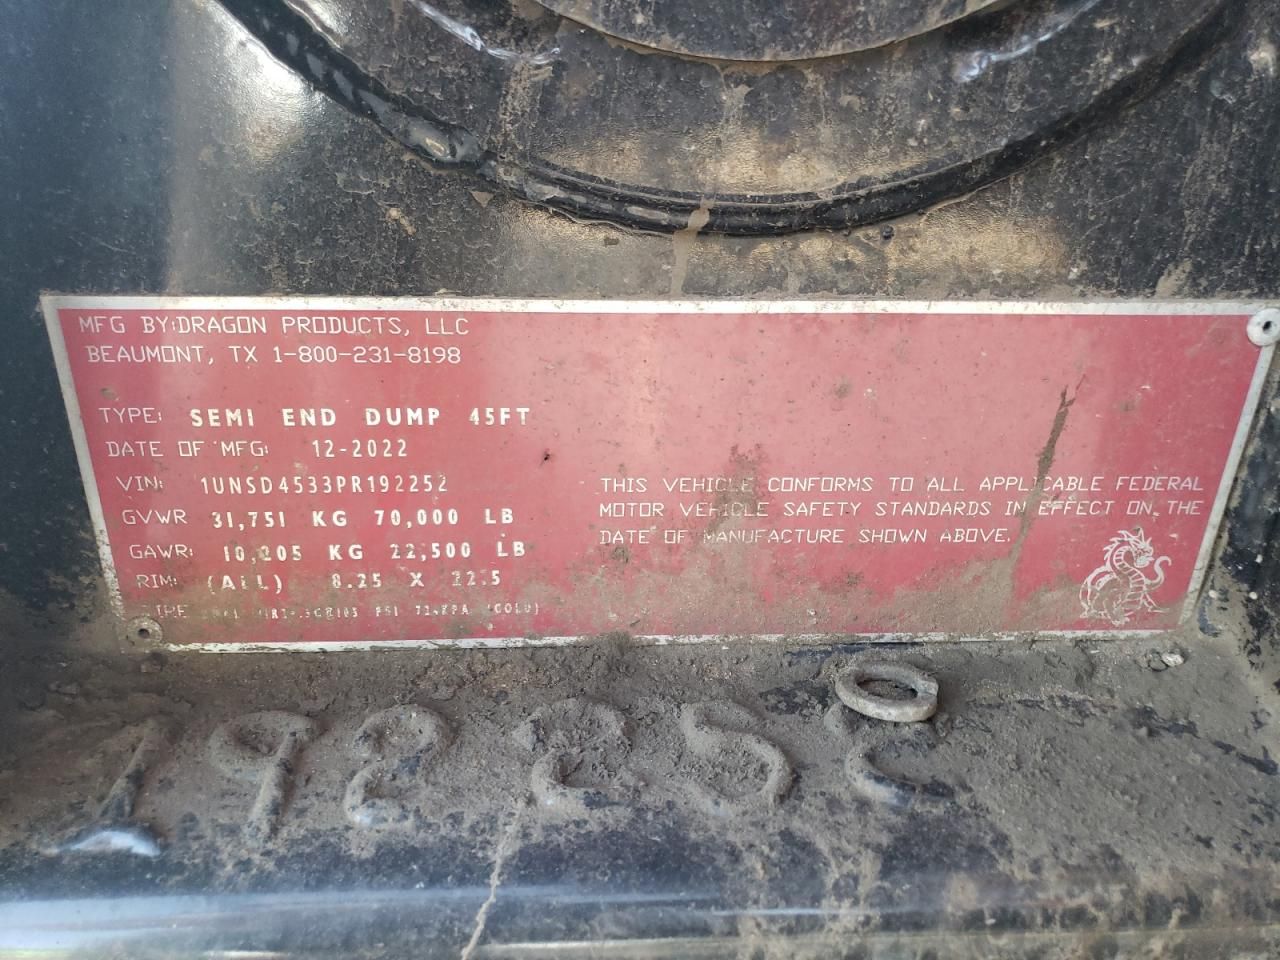 MFG BY:DRAGON PRODUCTS, LLC
BEAUMONT, TX 1-800-231-8198
TYPE: SEMI END DUMP 45FT
DATE OF MFG: 12-2022
VIN: 1UNSD4533PR192252
GVWR 31,751 KG 70,000 LB
GAWR: 10,205 KG 22,500 LB
RIM: (ALL) 8.25 X 22.5
PSI (COLD)
THIS VEHICLE CONFORMS TO ALL APPLICABLE FEDERAL
MOTOR VEHICLE SAFETY STANDARDS IN EFFECT ON THE
DATE OF MANUFACTURE SHOWN ABOVE.
192252